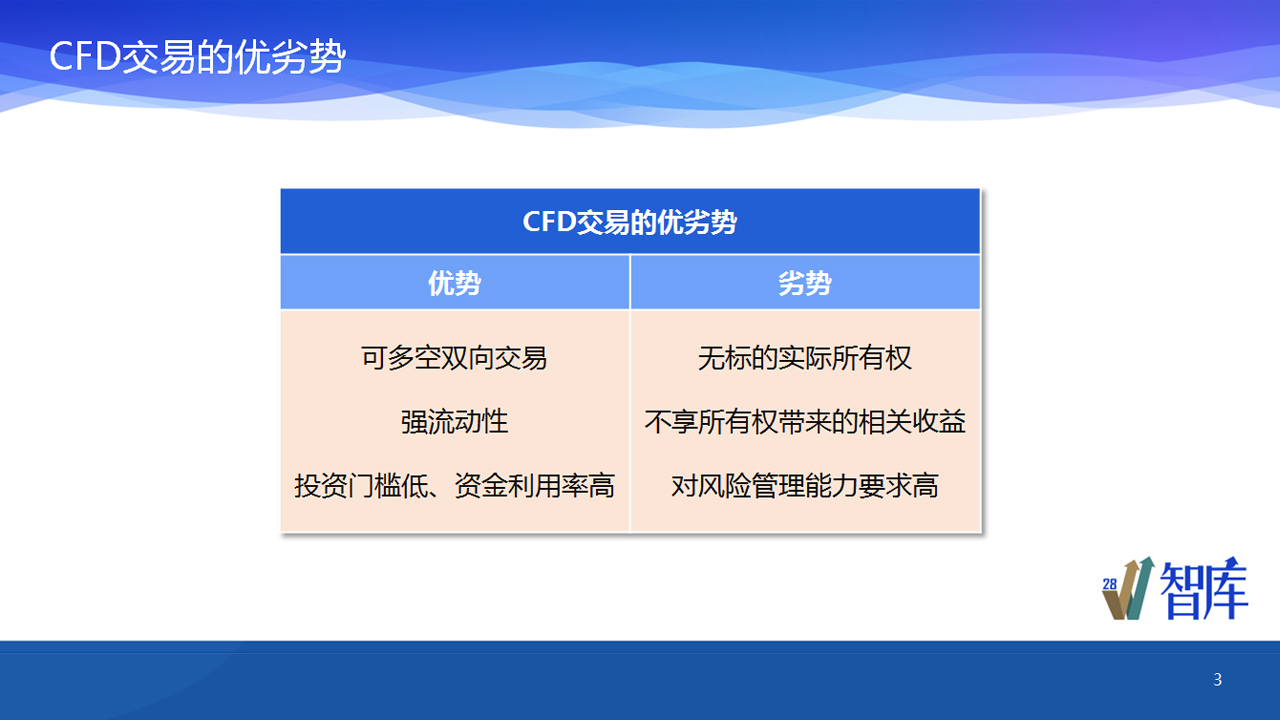 CFD交易的优劣势
CFD交易的优劣势
优势
劣势
可多空双向交易
无标的实际所有权
强流动性
不享所有权带来的相关收益
投资门槛低、资金利用率高
对风险管理能力要求高
28
智库
3